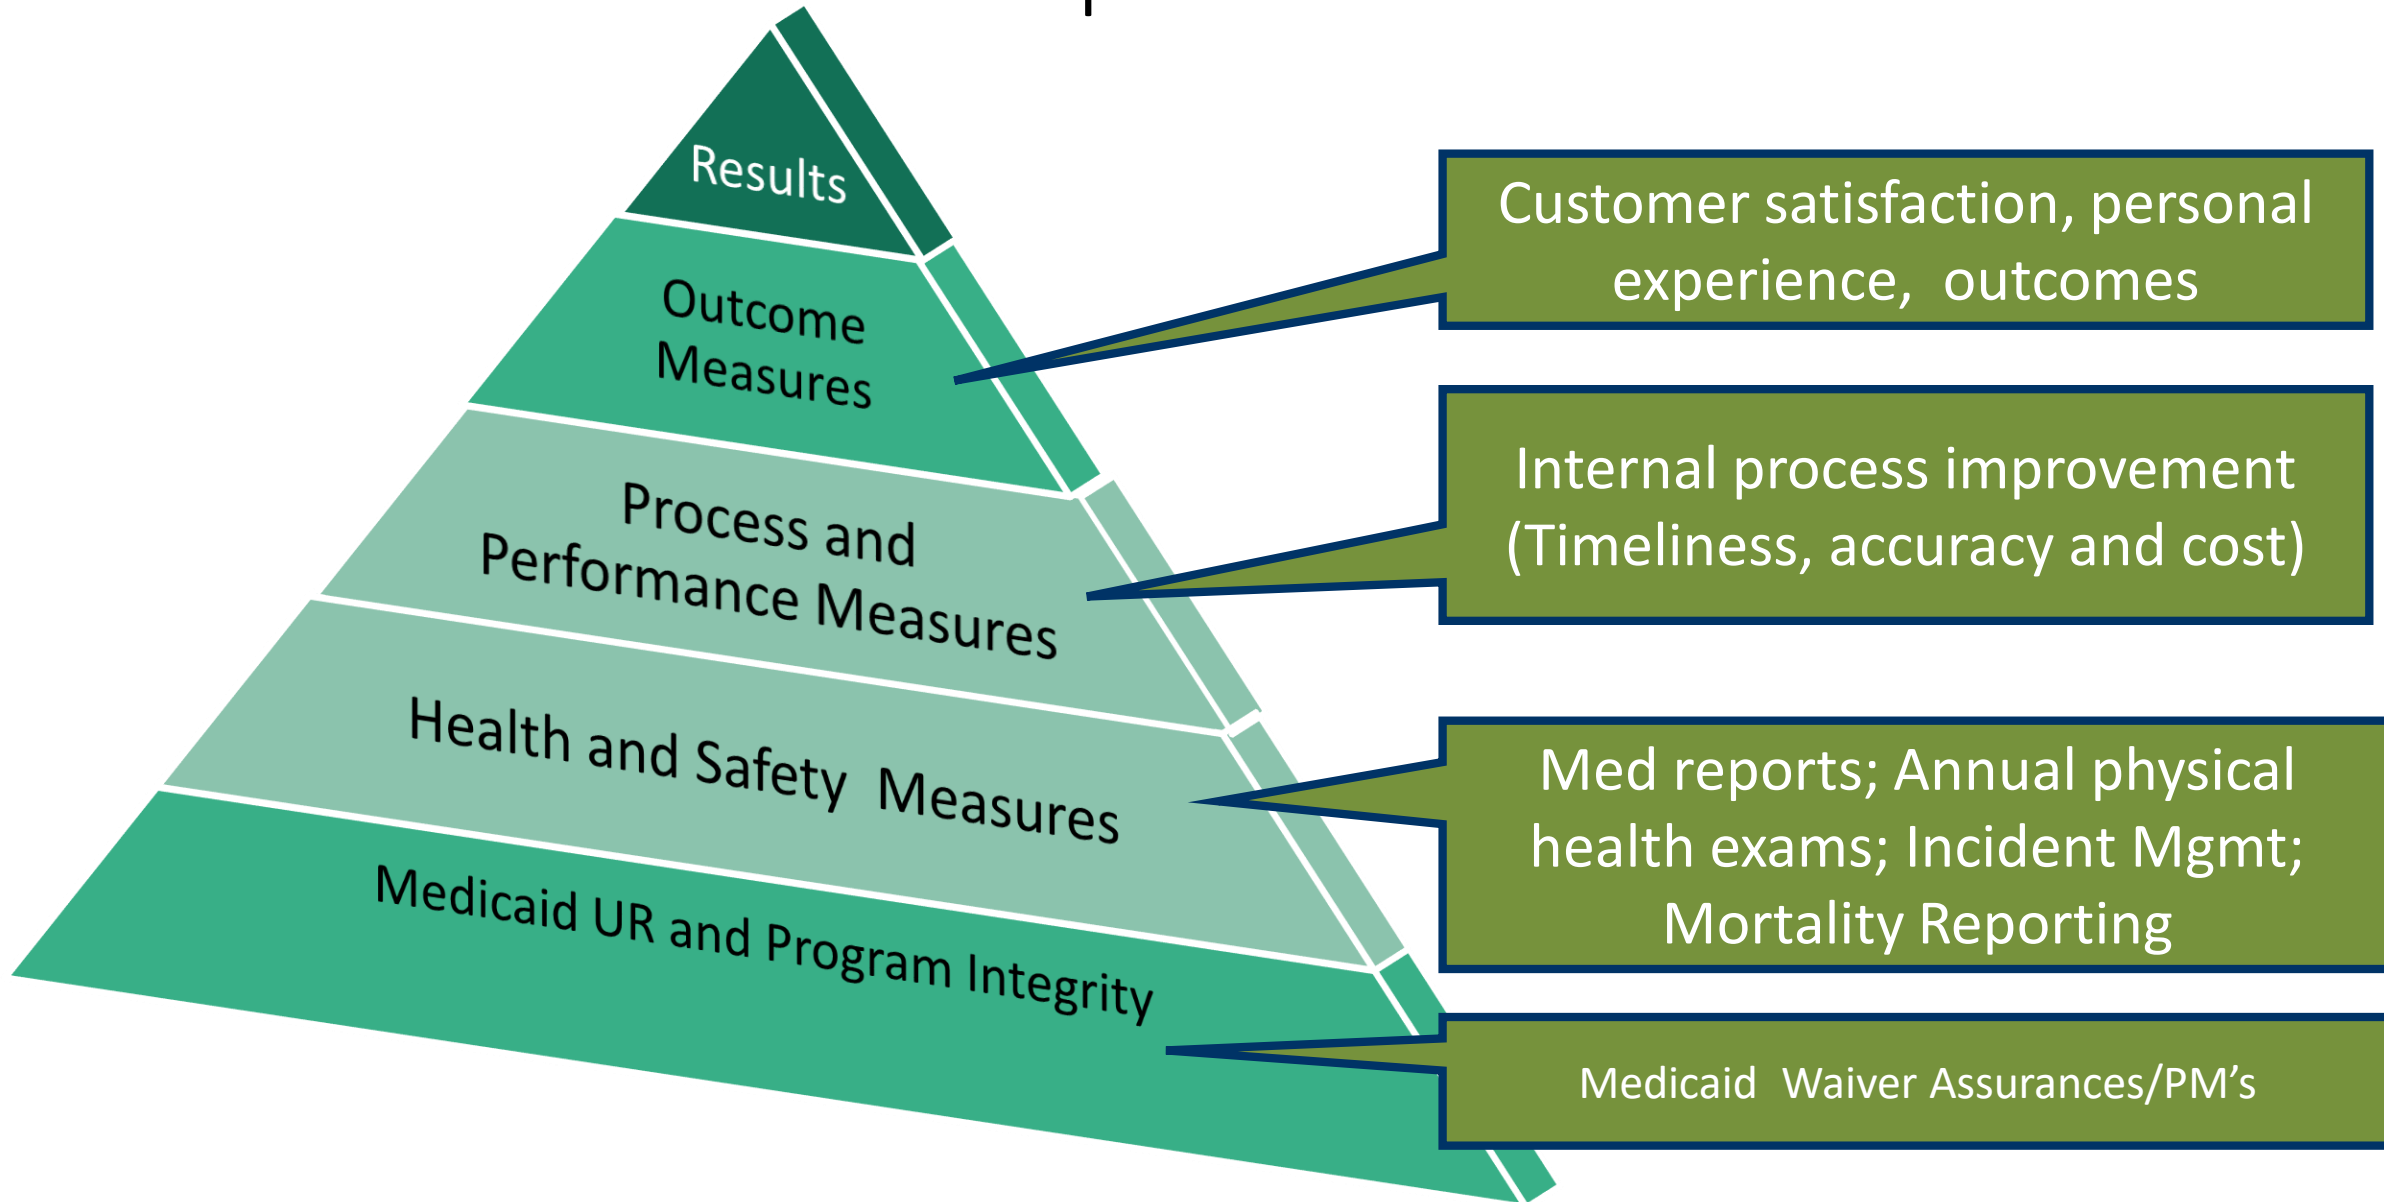 Results
Outcome
Measures
Process and
Performance Measures
Health and Safety  Measures
Medicaid UR and Program Integrity
Customer satisfaction, personal
experience,  outcomes
Internal process improvement
(Timeliness, accuracy and cost)
Med reports; Annual physical
health exams; Incident Mgmt;
Mortality Reporting
Medicaid  Waiver Assurances/PM’s